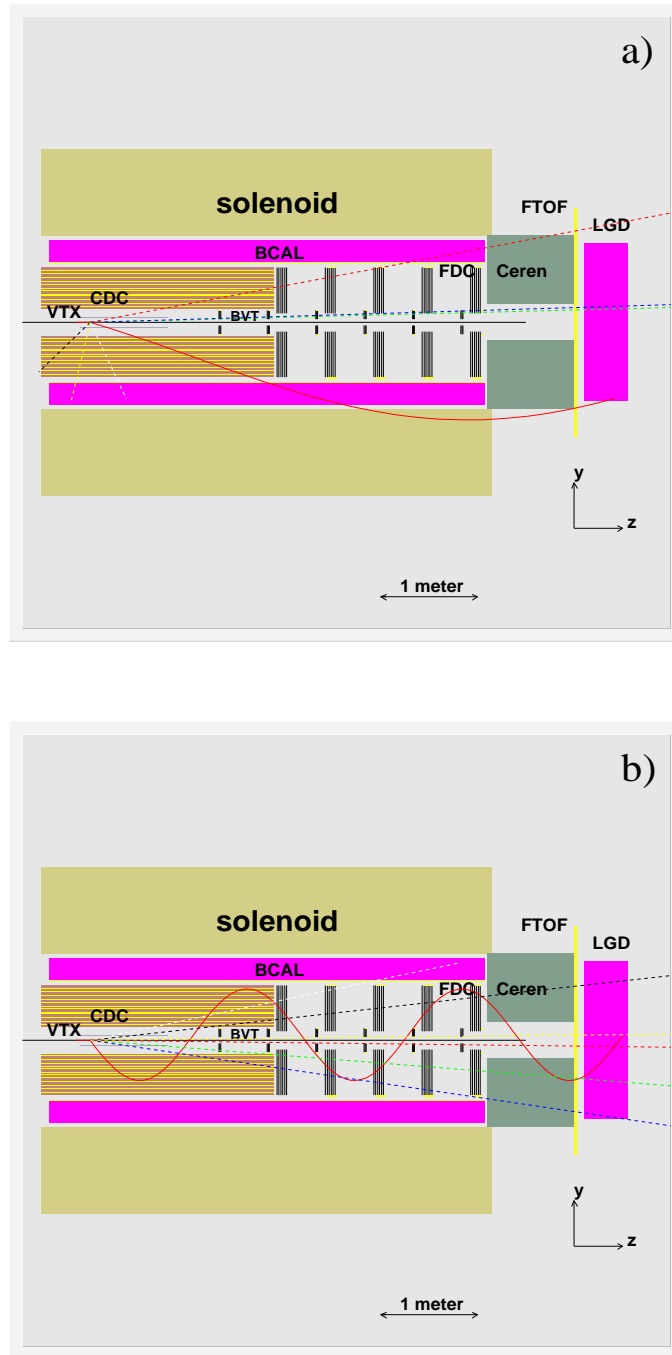 a)
solenoid
FTOF
LGD
BCAL
FDC Ceren
CDC
VTX
BVT
y
z
1 meter
b)
solenoid
FTOF
LGD
BCAL
FDC Ceren
CDC
VTX
BVT
y
z
1 meter